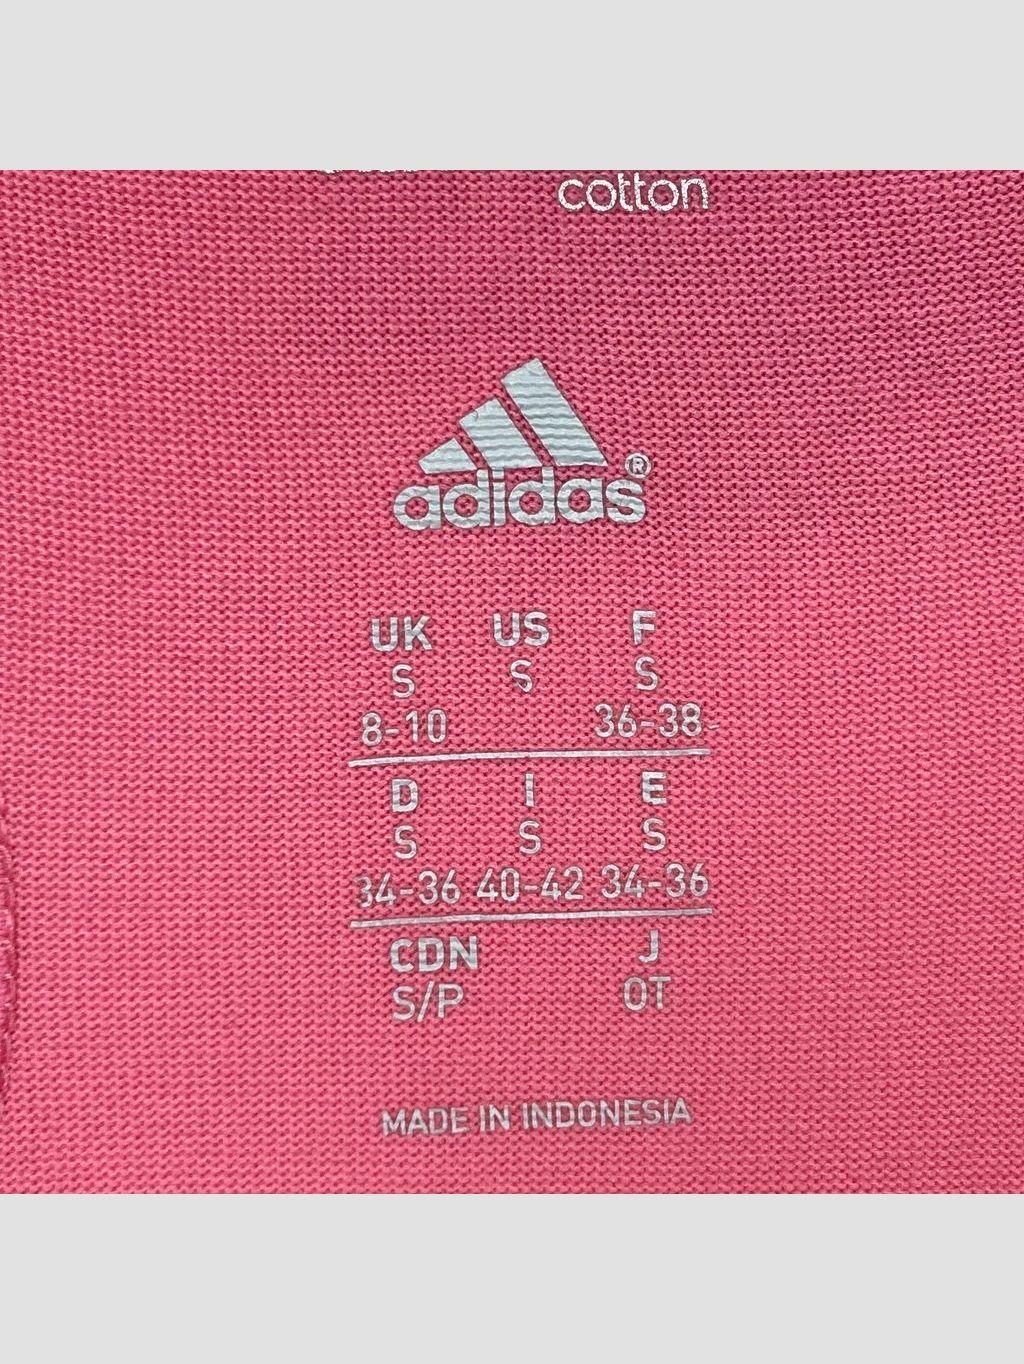 cotton
adidas®
UK US F
S S S
8-10 36-38
D I E
S S S
34-36 40-42 34-36
CDN J
S/P OT
MADE IN INDONESIA